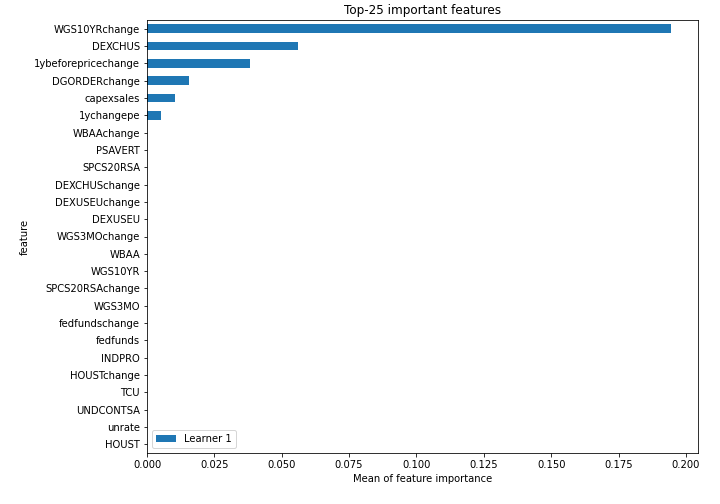 Top-25 important features
WGS10YRchange
DEXCHUS
1ybeforepricechange
DGORDERchange
capexsales
1ychangepe
WBAAchange
PSAVERT
SPCS20RSA
DEXCHUSchange
DEXUSEUchange
DEXUSEU
WGS3MOchange
WBAA
WGS10YR
SPCS20RSAchange
WGS3MO
fedfundschange
fedfunds
INDPRO
HOUSTchange
TCU
UNDCONTSA
unrate
HOUST
feature
Learner 1
0.000 0.025 0.050 0.075 0.100 0.125 0.150 0.175 0.200
Mean of feature importance